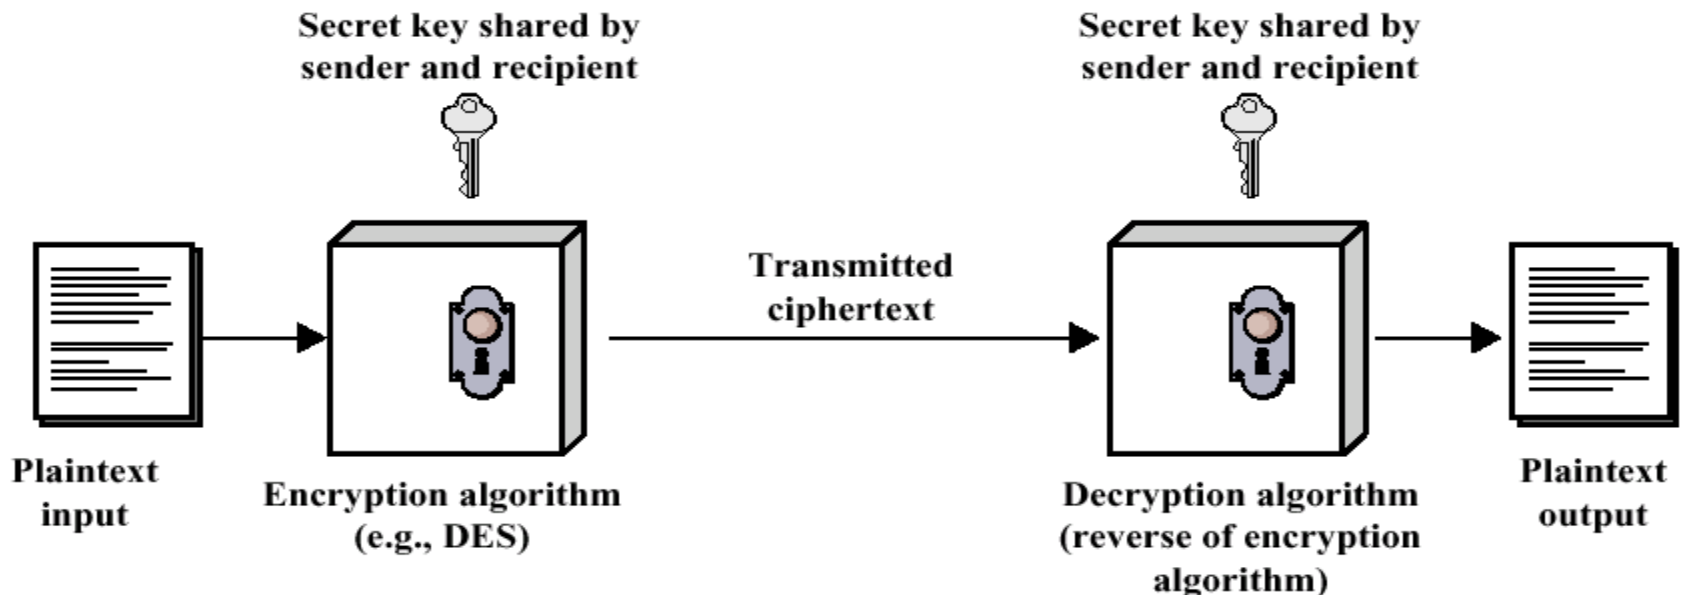 Secret key shared by
sender and recipient
Secret key shared by
sender and recipient
Transmitted
ciphertext
Plaintext
input
Encryption algorithm
(e.g., DES)
Decryption algorithm
(reverse of encryption
algorithm)
Plaintext
output